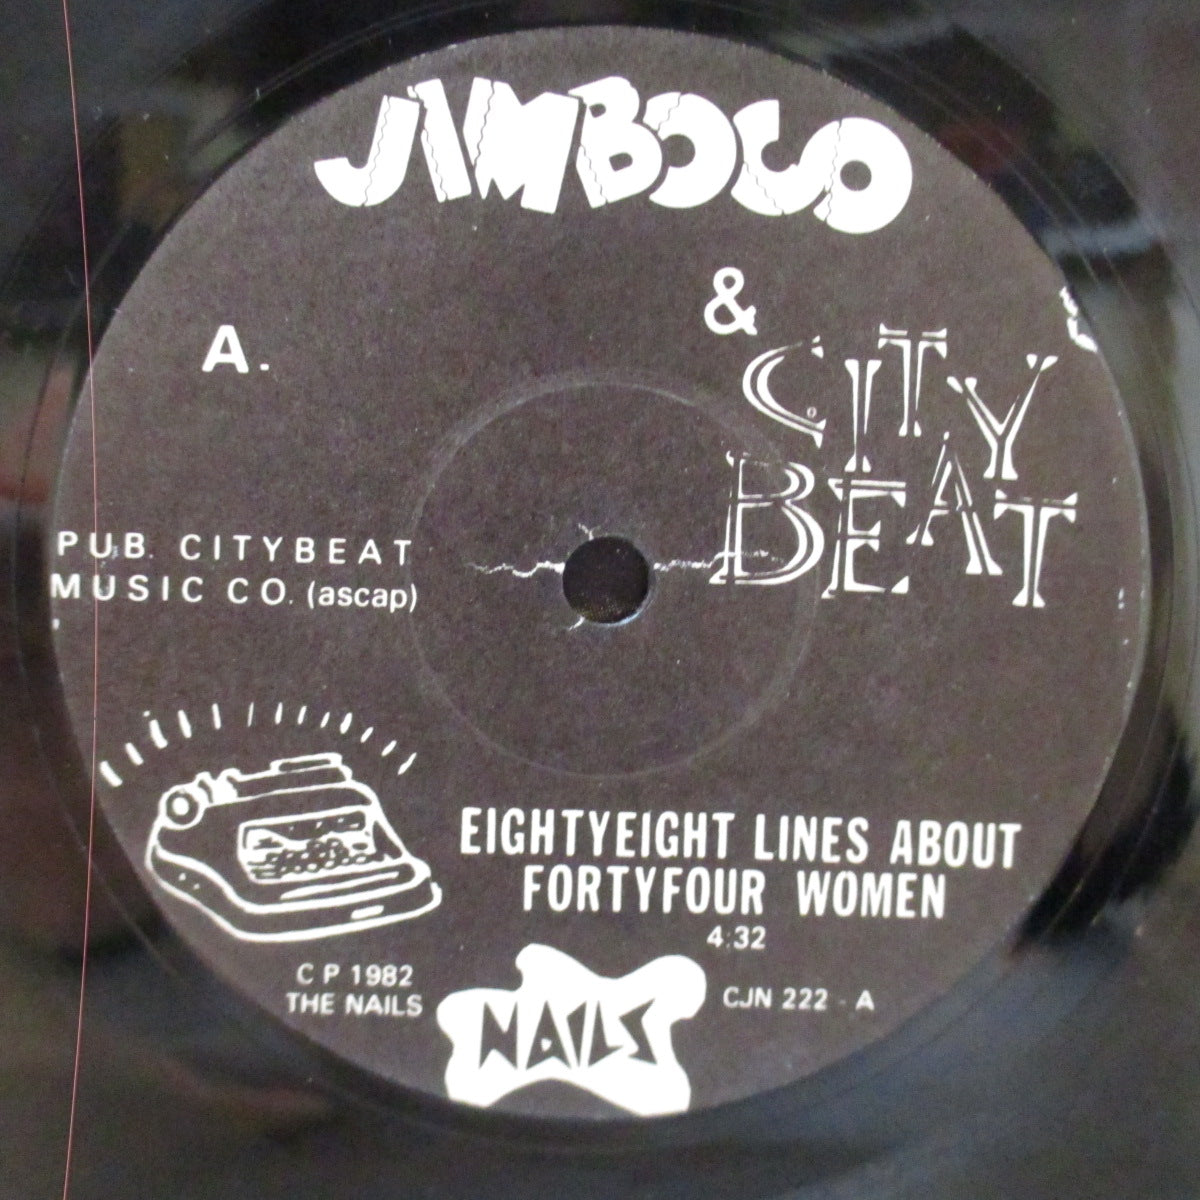 JIMBOCO
&
CITY
BEAT
A.
PUB. CITYBEAT
MUSIC CO. (ascap)
EIGHTYEIGHT LINES ABOUT
FORTYFOUR WOMEN
4:32
C P 1982
THE NAILS
NAILS
CJN 222 - A